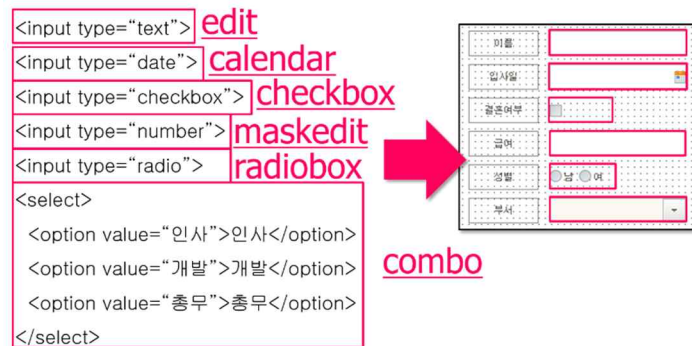 <input type="text"> edit
<input type="date"> calendar
<input type="checkbox"> checkbox
<input type="number"> maskedit
<input type="radio"> radiobox
<select>
<option value="인사">인사</option>
<option value="개발">개발</option>
<option value="총무">총무</option>
</select>
combo
이름
입사일
결혼여부
급여
성별 남 여
부서